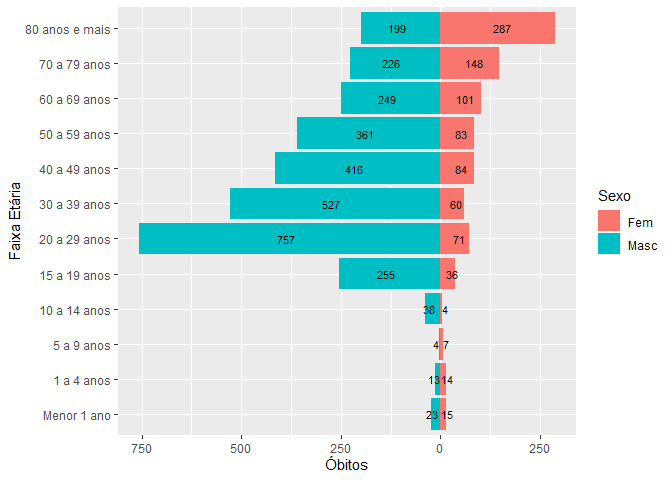 80 anos e mais 199 287
70 a 79 anos 226 148
60 a 69 anos 249 101
50 a 59 anos 361 83
40 a 49 anos 416 84
30 a 39 anos 527 60
20 a 29 anos 757 71
15 a 19 anos 255 36
10 a 14 anos 38 4
5 a 9 anos 4 7
1 a 4 anos 13 14
Menor 1 ano 23 15
750 500 250 0 250
Óbitos
Faixa Etária
Sexo
Fem
Masc